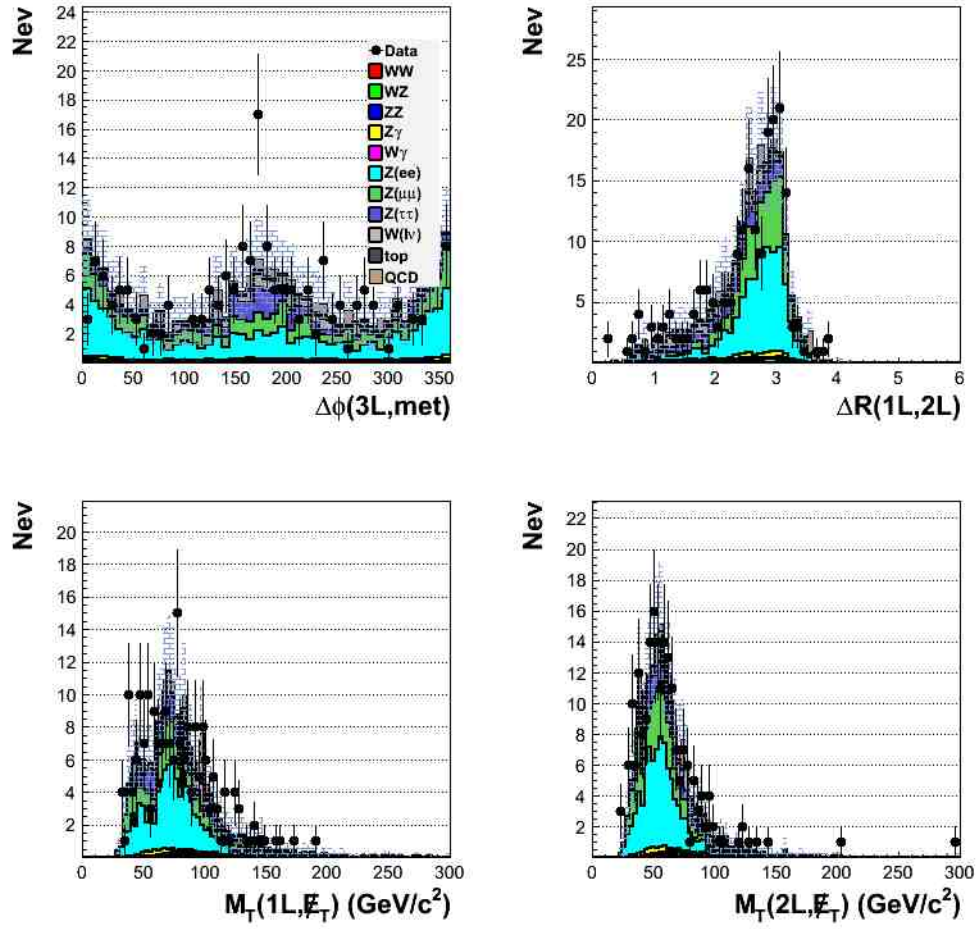 Nev
24
22
20
18
16
14
12
10
8
6
4
2
0 50 100 150 200 250 300 350
Δϕ(3L,met)
Data
WW
WZ
ZZ
Zγ
Wγ
Z(ee)
Z(μμ)
Z(ττ)
W(lν)
top
QCD
Nev
25
20
15
10
5
0 1 2 3 4 5 6
ΔR(1L,2L)
Nev
20
18
16
14
12
10
8
6
4
2
0 50 100 150 200 250 300
M_T(1L,E̸_T) (GeV/c²)
Nev
22
20
18
16
14
12
10
8
6
4
2
0 50 100 150 200 250 300
M_T(2L,E̸_T) (GeV/c²)